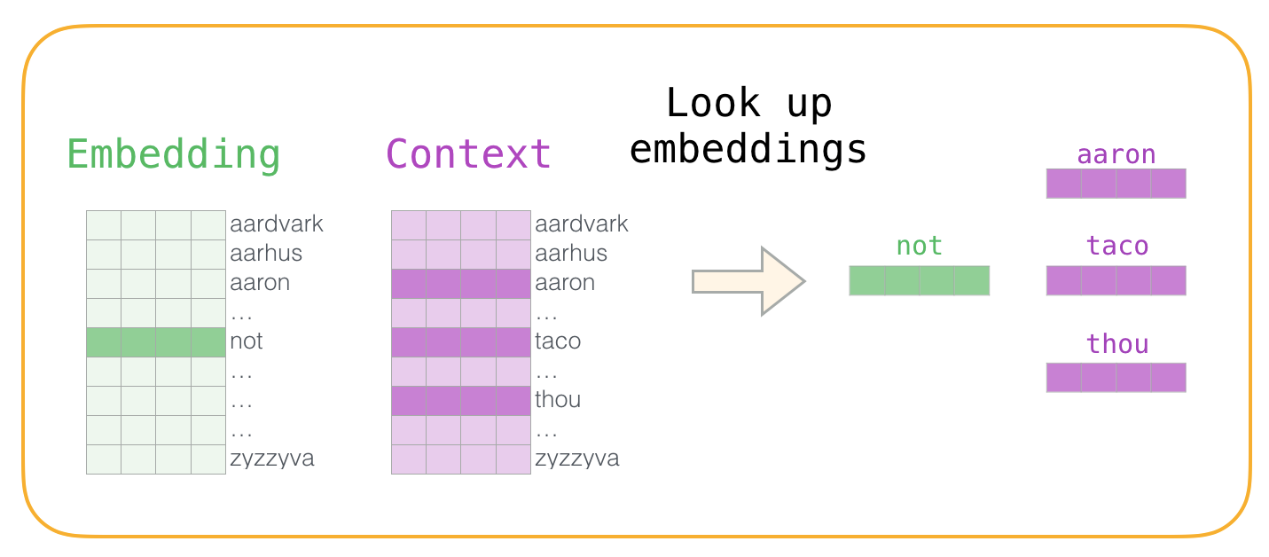 Embedding
aardvark
aarhus
aaron
...
not
...
...
...
zyzzyva
Context
aardvark
aarhus
aaron
...
taco
...
thou
...
zyzzyva
Look up
embeddings
not
aaron
taco
thou